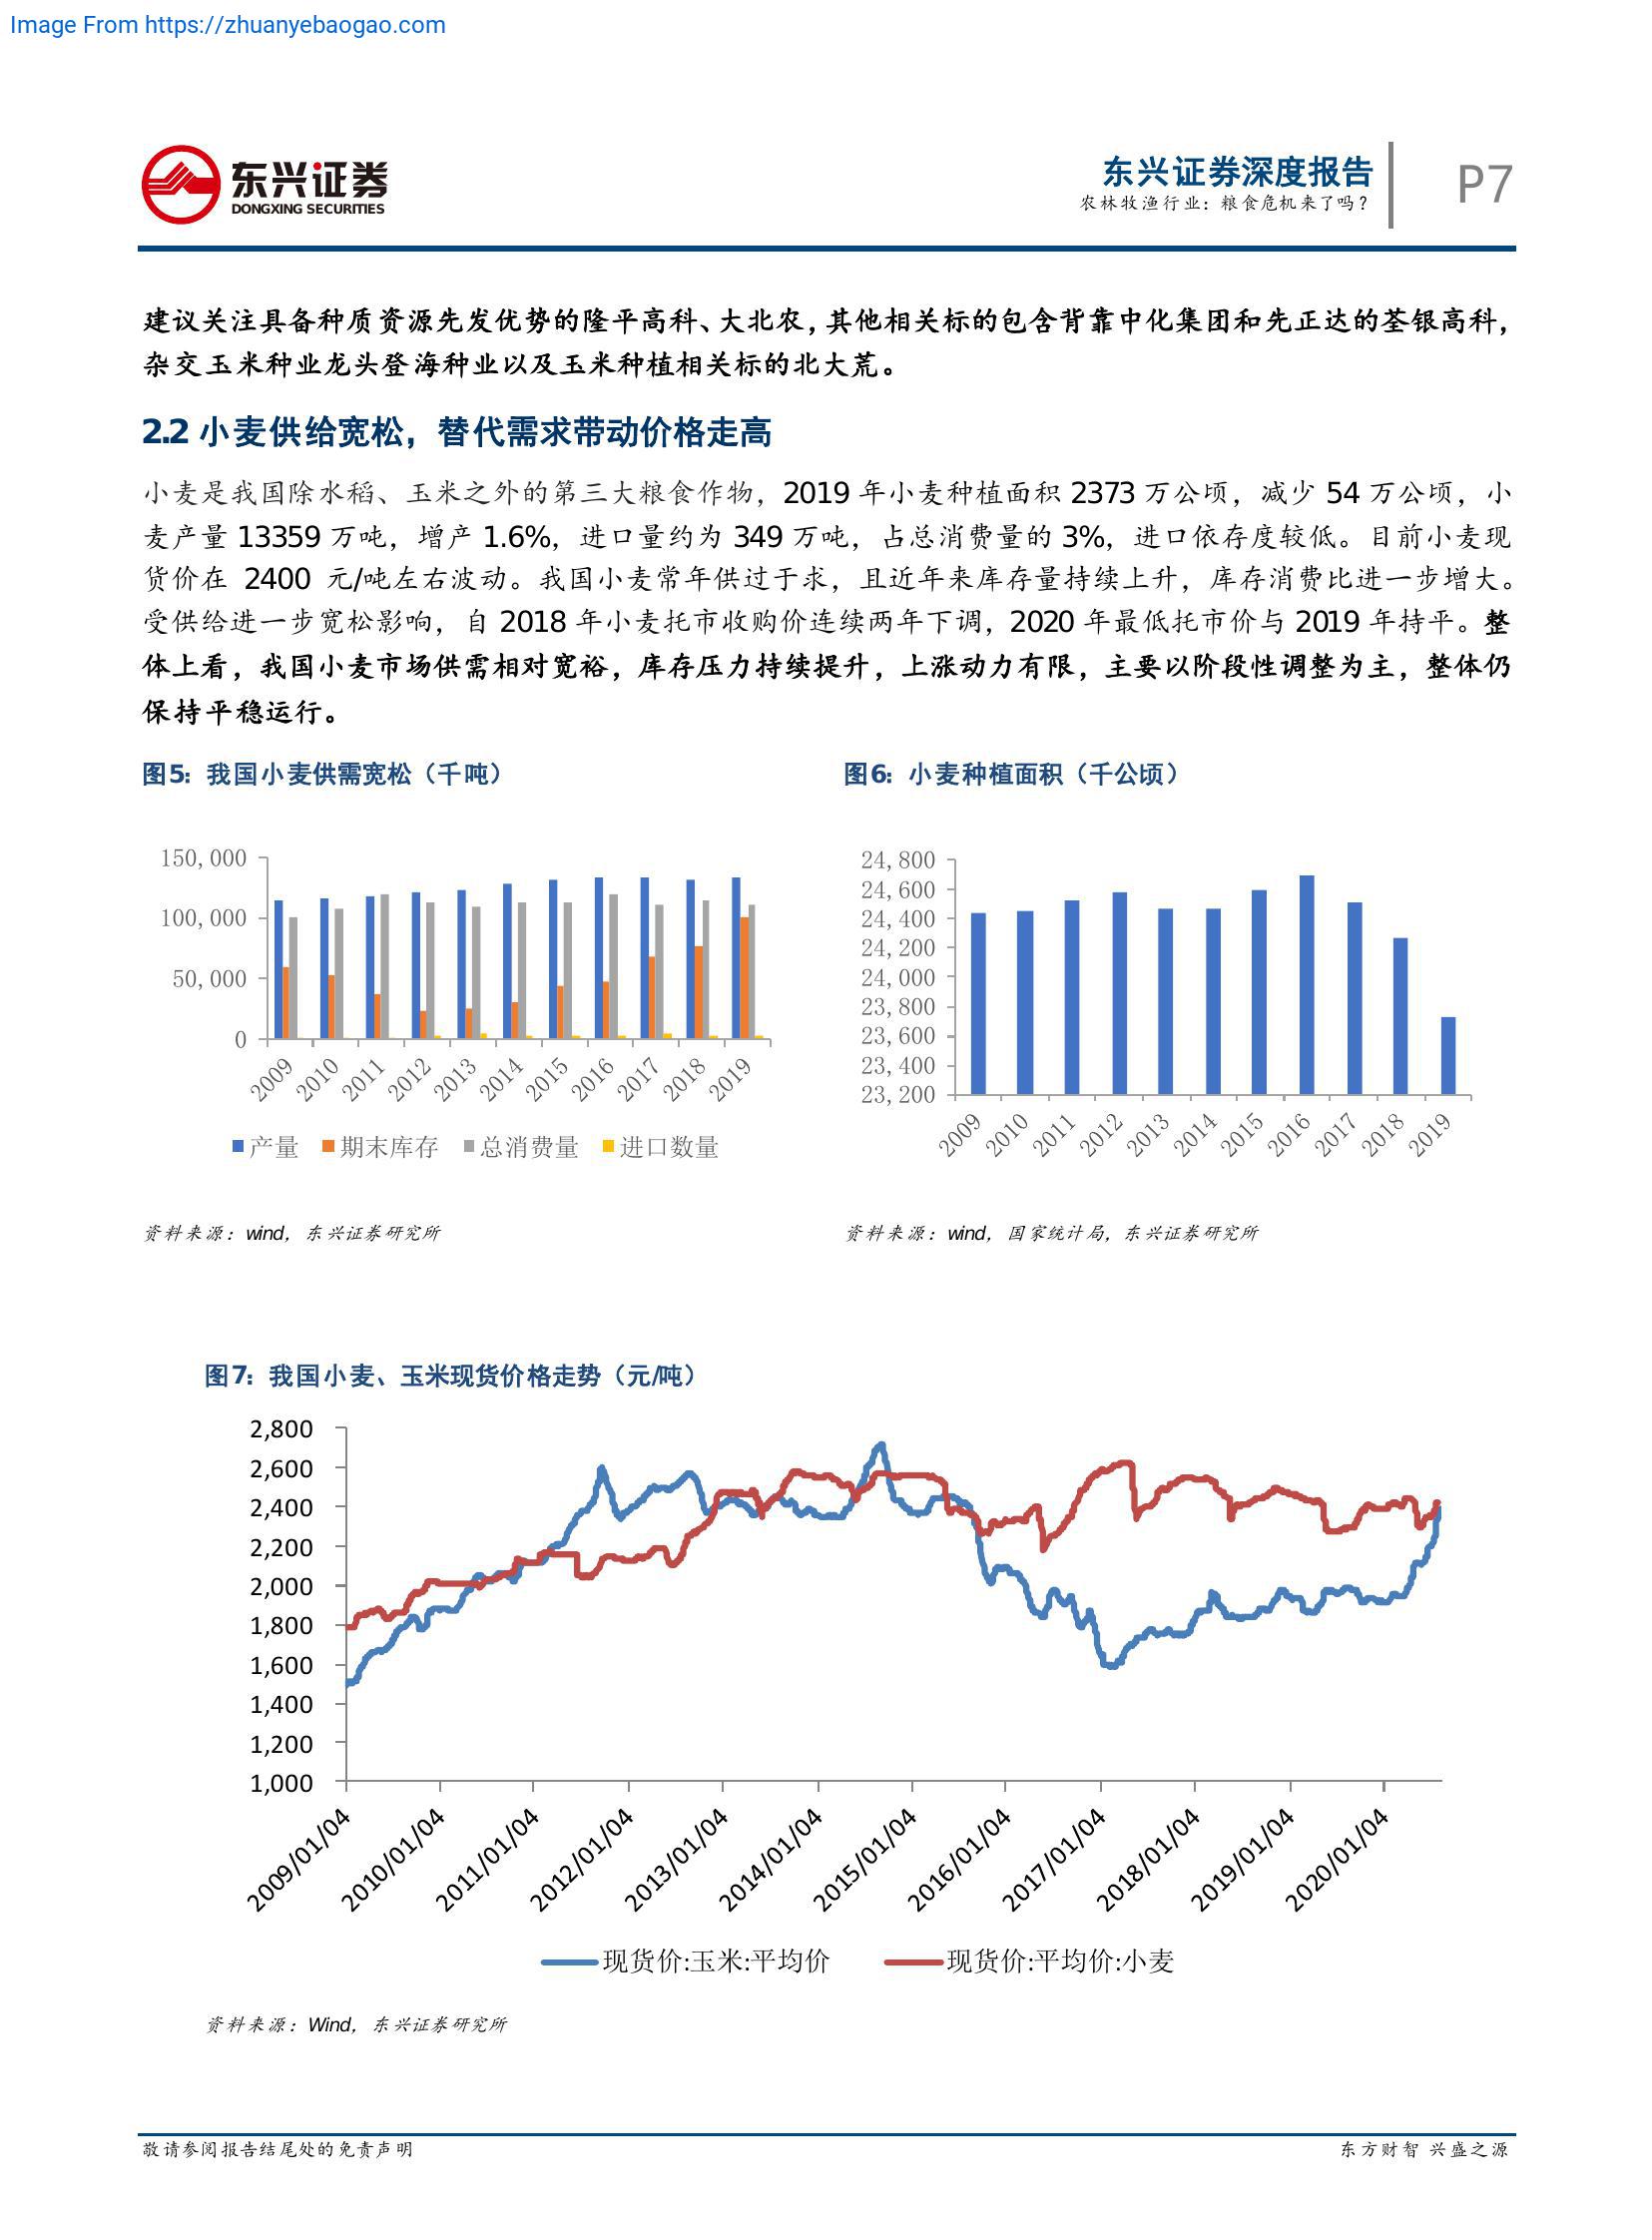 Image From https://zhuanyebaogao.com
东兴证券
DONGXING SECURITIES
东兴证券深度报告
农林牧渔行业：粮食危机来了吗？
P7
建议关注具备种质资源先发优势的隆平高科、大北农，其他相关标的包含背靠中化集团和先正达的荃银高科，
杂交玉米种业龙头登海种业以及玉米种植相关标的北大荒。
2.2 小麦供给宽松，替代需求带动价格走高
小麦是我国除水稻、玉米之外的第三大粮食作物，2019 年小麦种植面积 2373 万公顷，减少 54 万公顷，小
麦产量 13359 万吨，增产 1.6%，进口量约为 349 万吨，占总消费量的 3%，进口依存度较低。目前小麦现
货价在 2400 元/吨左右波动。我国小麦常年供过于求，且近年来库存量持续上升，库存消费比进一步增大。
受供给进一步宽松影响，自 2018 年小麦托市收购价连续两年下调，2020 年最低托市价与 2019 年持平。整
体上看，我国小麦市场供需相对宽裕，库存压力持续提升，上涨动力有限，主要以阶段性调整为主，整体仍
保持平稳运行。
图5: 我国小麦供需宽松（千吨）
150,000
100,000
50,000
0
2009
2010
2011
2012
2013
2014
2015
2016
2017
2018
2019
产量 期末库存 总消费量 进口数量
资料来源：wind，东兴证券研究所
图6: 小麦种植面积（千公顷）
24,800
24,600
24,400
24,200
24,000
23,800
23,600
23,400
23,200
2009
2010
2011
2012
2013
2014
2015
2016
2017
2018
2019
资料来源：wind，国家统计局，东兴证券研究所
图7: 我国小麦、玉米现货价格走势（元/吨）
2,800
2,600
2,400
2,200
2,000
1,800
1,600
1,400
1,200
1,000
2009/01/04
2010/01/04
2011/01/04
2012/01/04
2013/01/04
2014/01/04
2015/01/04
2016/01/04
2017/01/04
2018/01/04
2019/01/04
2020/01/04
现货价:玉米:平均价 现货价:平均价:小麦
资料来源：Wind，东兴证券研究所
敬请参阅报告结尾处的免责声明
东方财智 兴盛之源